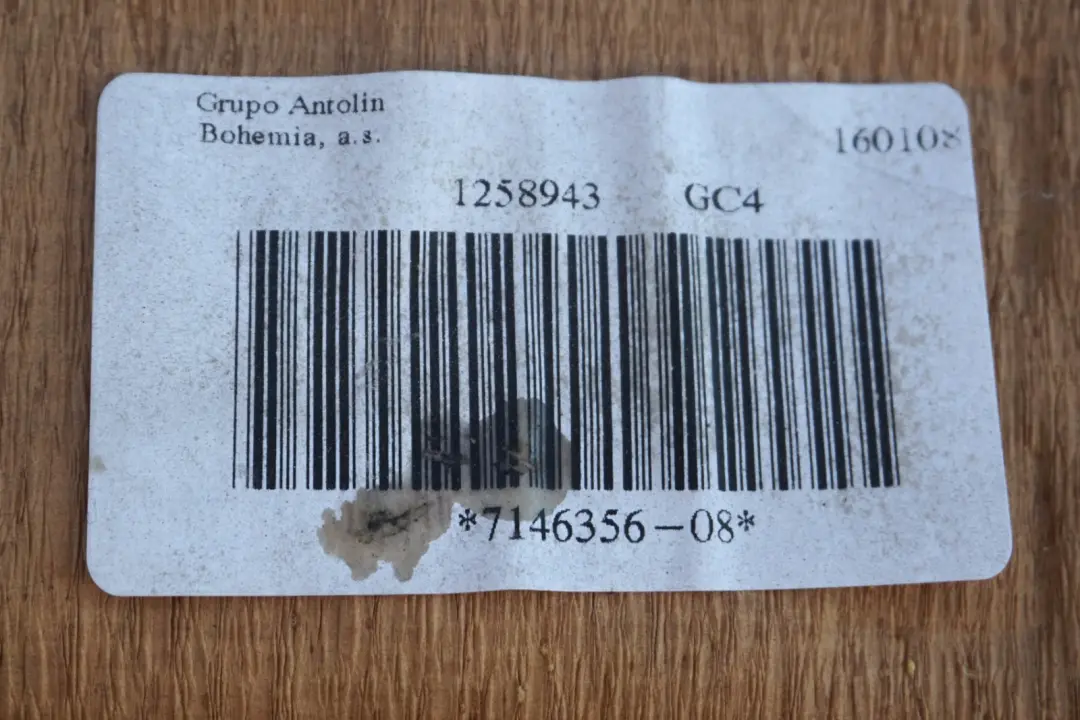 Grupo Antolin
Bohemia, a.s.
160108
1258943 GC4
*7146356-08*